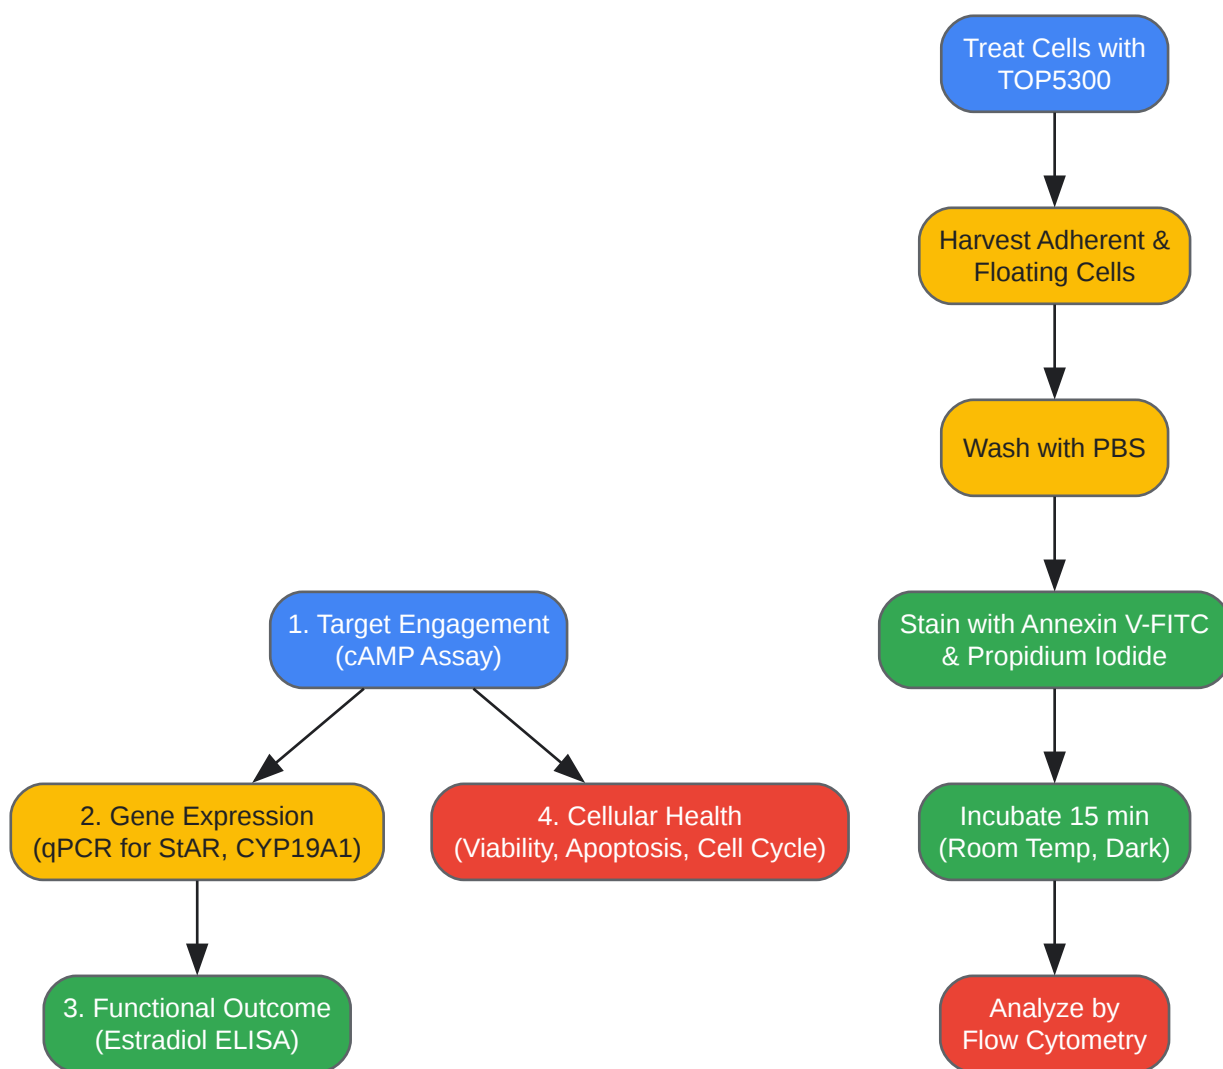 Treat Cells with
TOP5300
Harvest Adherent &
Floating Cells
Wash with PBS
Stain with Annexin V-FITC
& Propidium Iodide
Incubate 15 min
(Room Temp, Dark)
Analyze by
Flow Cytometry
1. Target Engagement
(cAMP Assay)
2. Gene Expression
(qPCR for StAR, CYP19A1)
4. Cellular Health
(Viability, Apoptosis, Cell Cycle)
3. Functional Outcome
(Estradiol ELISA)